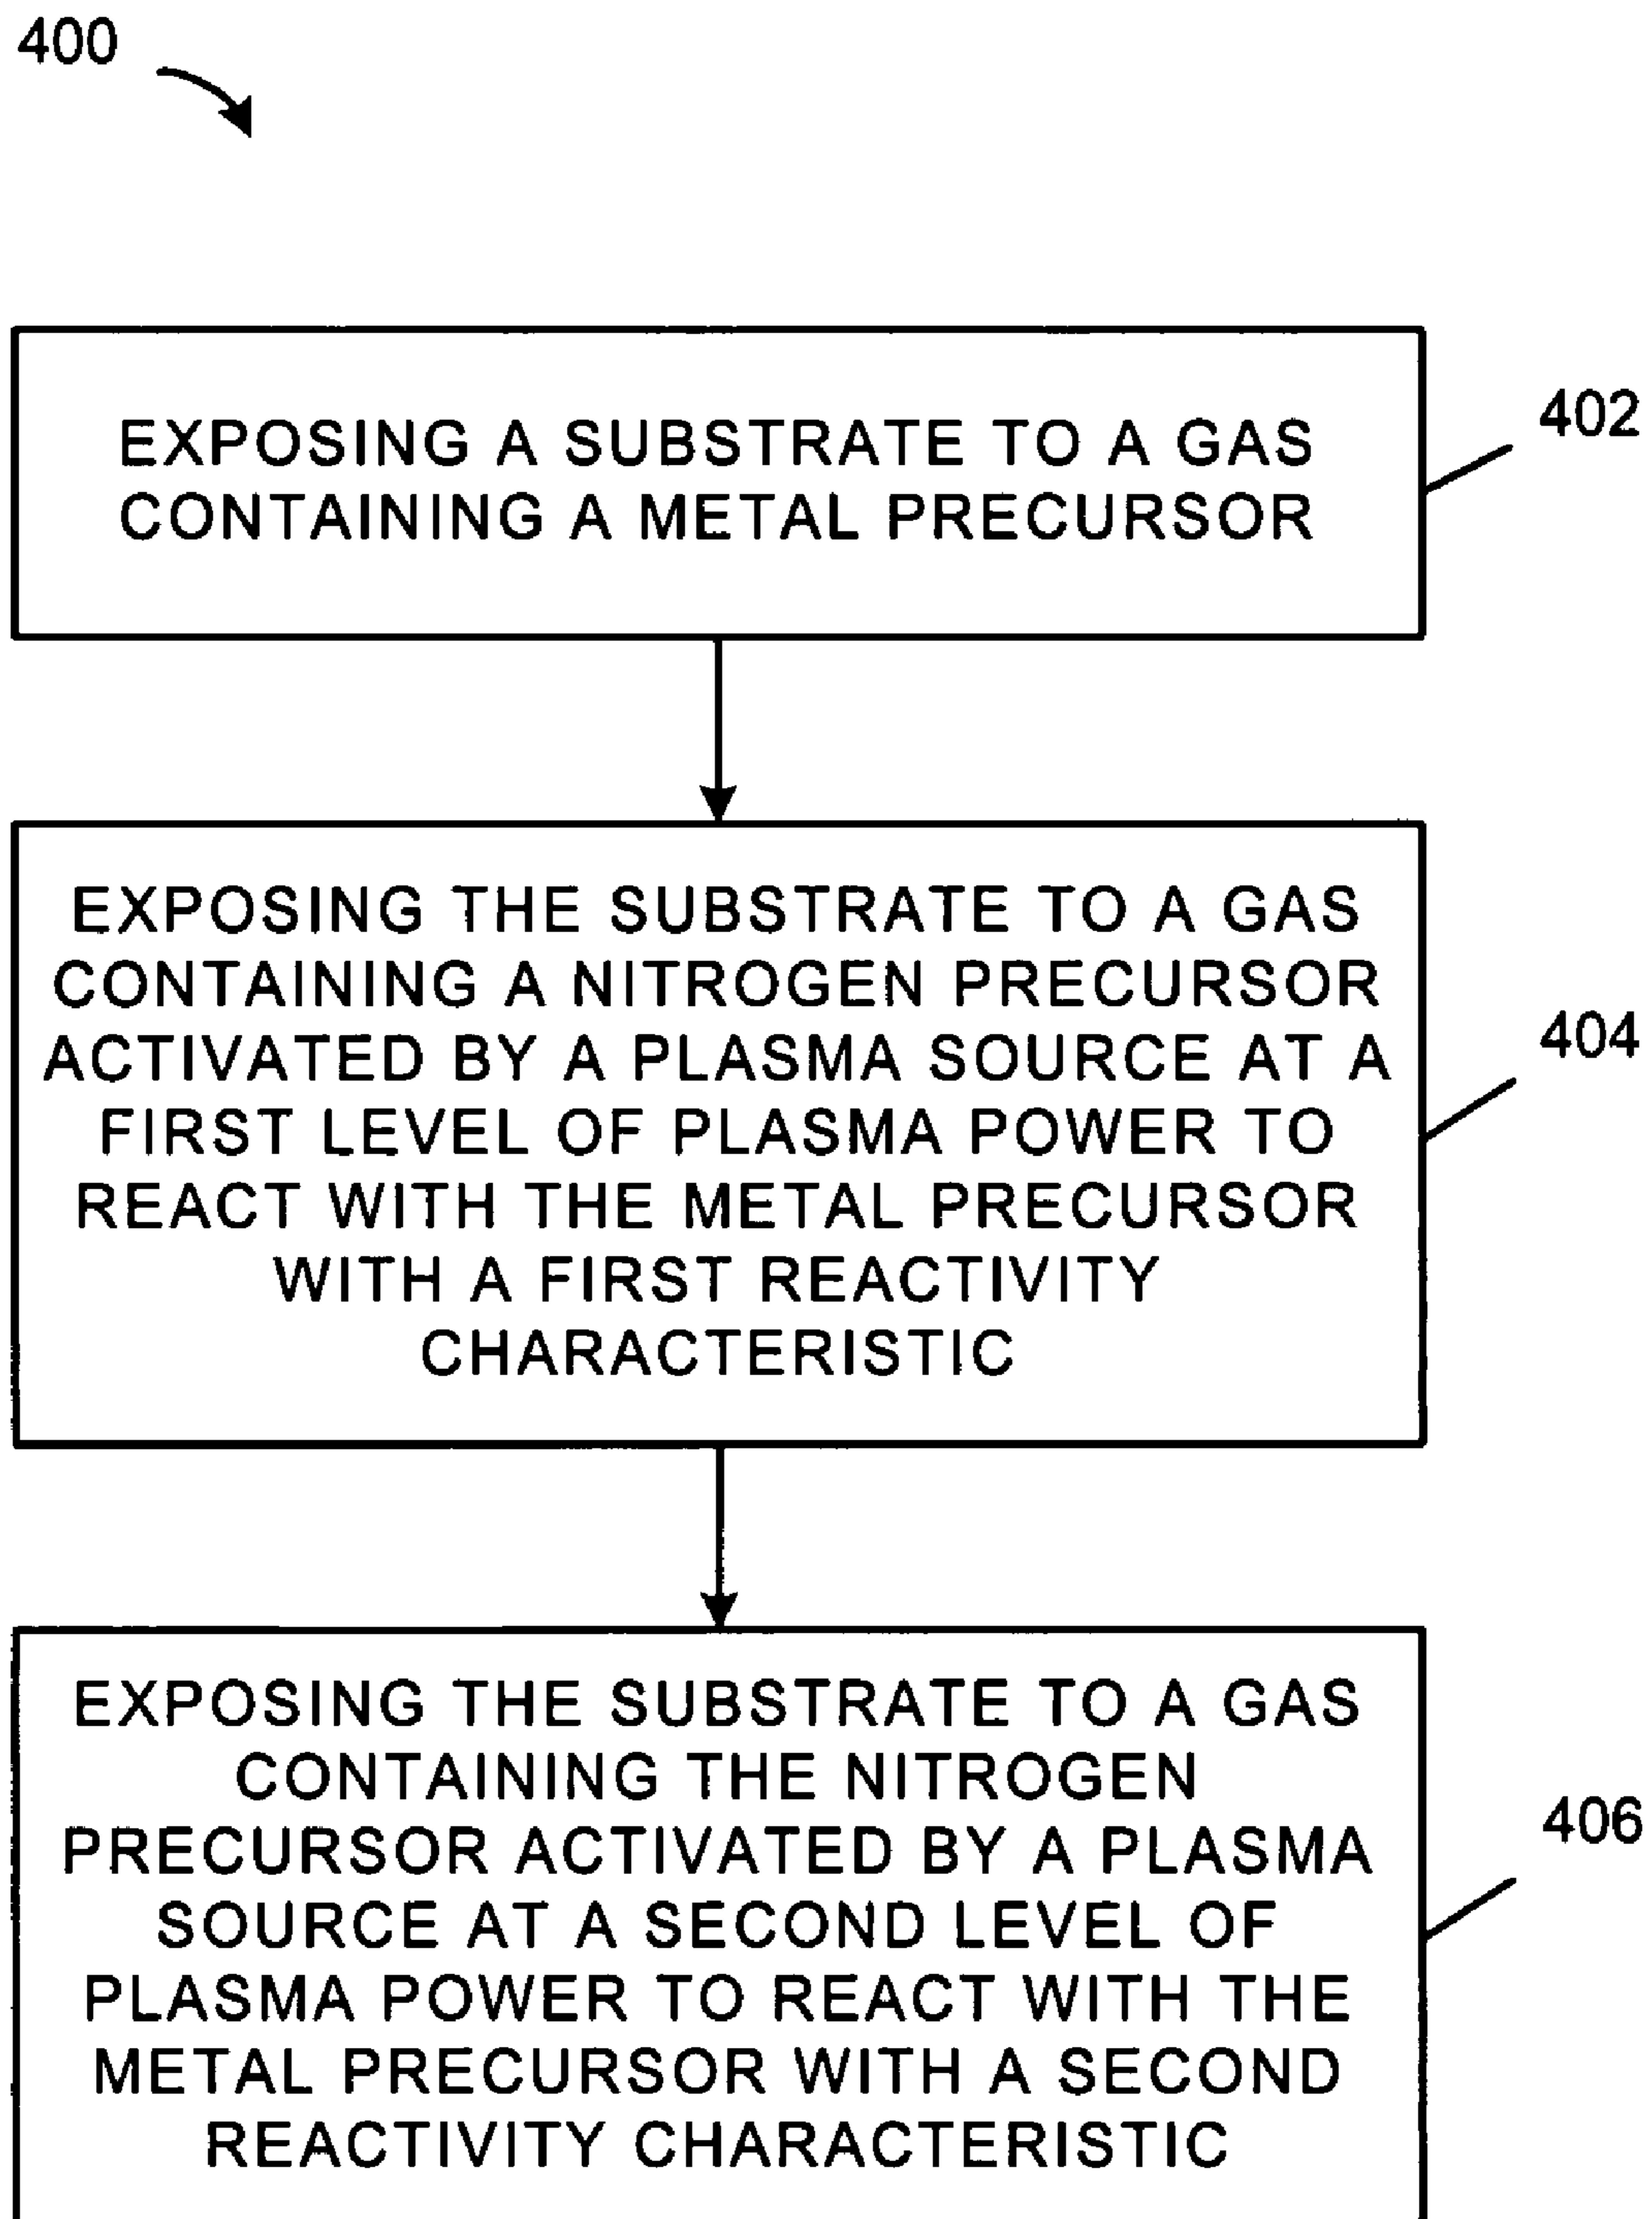 400
EXPOSING A SUBSTRATE TO A GAS
CONTAINING A METAL PRECURSOR
402
EXPOSING THE SUBSTRATE TO A GAS
CONTAINING A NITROGEN PRECURSOR
ACTIVATED BY A PLASMA SOURCE AT A
FIRST LEVEL OF PLASMA POWER TO
REACT WITH THE METAL PRECURSOR
WITH A FIRST REACTIVITY
CHARACTERISTIC
404
EXPOSING THE SUBSTRATE TO A GAS
CONTAINING THE NITROGEN
PRECURSOR ACTIVATED BY A PLASMA
SOURCE AT A SECOND LEVEL OF
PLASMA POWER TO REACT WITH THE
METAL PRECURSOR WITH A SECOND
REACTIVITY CHARACTERISTIC
406